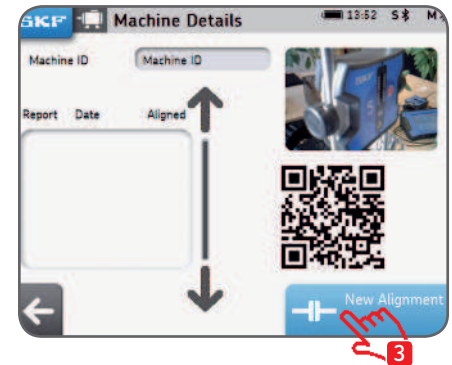 SKF Machine Details 13:52 S M
Machine ID Machine ID
Report Date Aligned
New Alignment
3